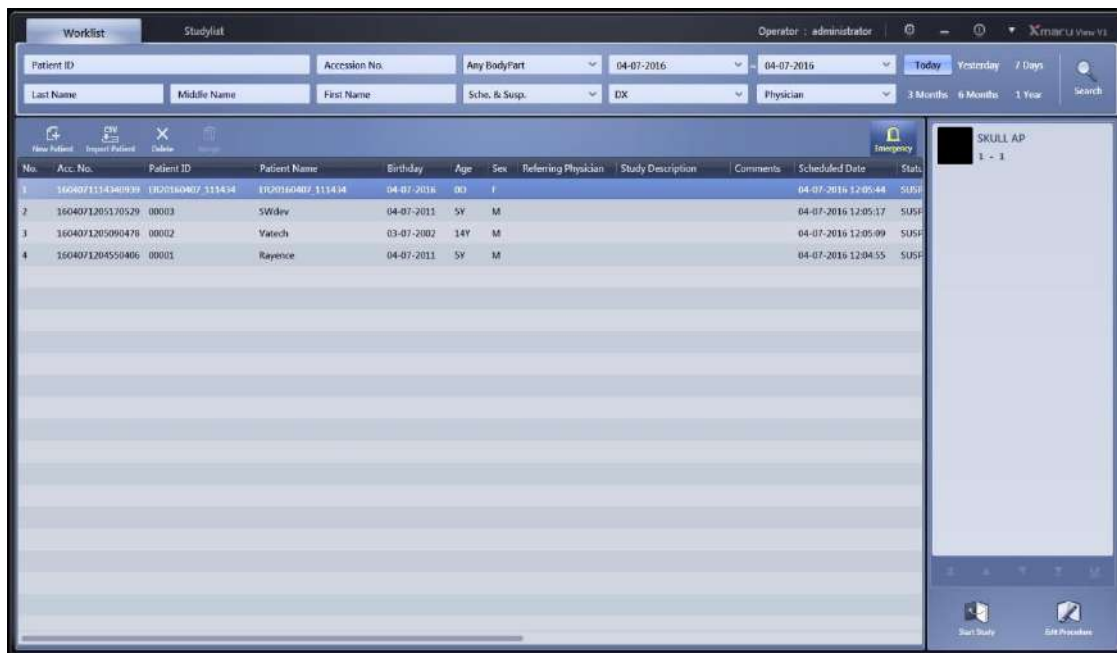 Worklist Studylist Operator : administrator Xmaru View V1
Patient ID Accession No. Any BodyPart 04-07-2016 ~ 04-07-2016 Today Yesterday 7 Days
Last Name Middle Name First Name Sche. & Susp. DX Physician 3 Months 6 Months 1 Year Search
New Patient Import Patient Delete Merge Emergency
CSV
No. Acc. No. Patient ID Patient Name Birthday Age Sex Referring Physician Study Description Comments Scheduled Date Statu
1 1604071114340939 ER20160407_111434 ER20160407_111434 04-07-2016 0D F 04-07-2016 12:05:44 SUSP
2 1604071205170529 00003 SWdev 04-07-2011 5Y M 04-07-2016 12:05:17 SUSP
3 1604071205090478 00002 Vatech 03-07-2002 14Y M 04-07-2016 12:05:09 SUSP
4 1604071204550406 00001 Rayence 04-07-2011 5Y M 04-07-2016 12:04:55 SUSP
SKULL AP
1 - 1
Start Study Edit Procedure